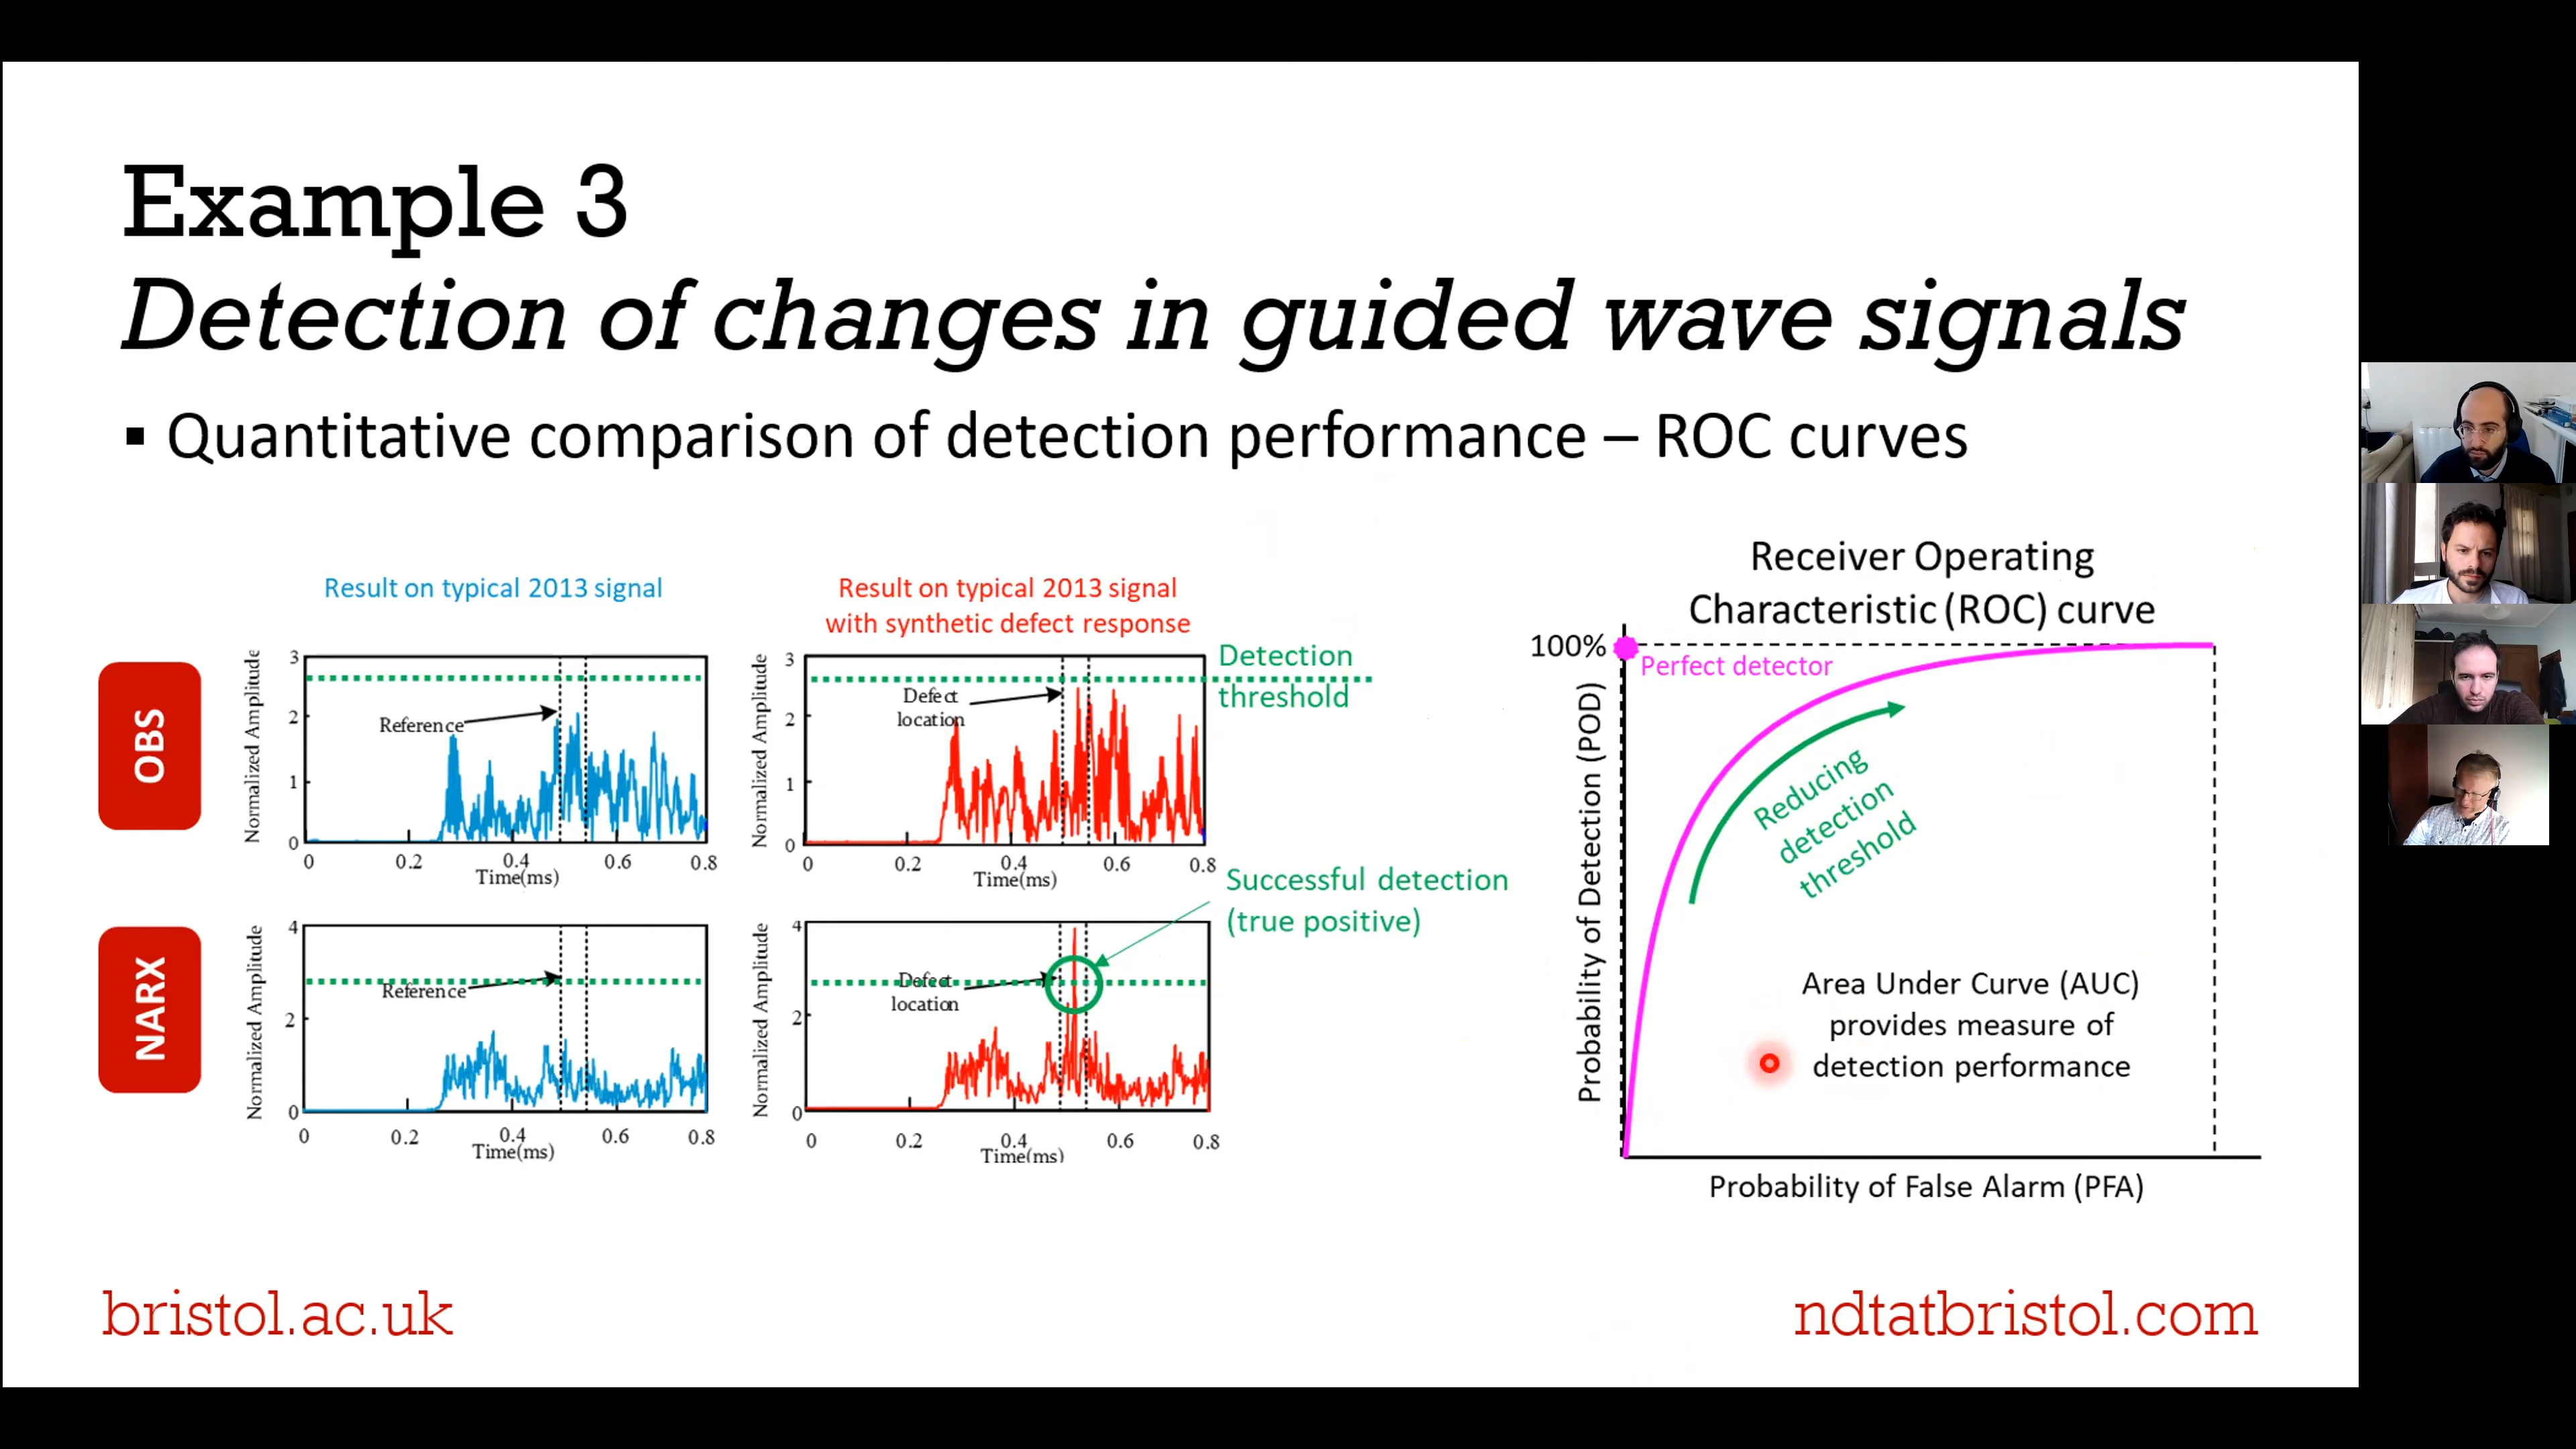 Example 3
Detection of changes in guided wave signals
▪ Quantitative comparison of detection performance – ROC curves
Result on typical 2013 signal
Result on typical 2013 signal
with synthetic defect response
OBS
Normalized Amplitude
3
2
1
0
Reference
0 0.2 0.4 0.6 0.8
Time(ms)
Normalized Amplitude
3
2
1
0
Defect
location
0 0.2 0.4 0.6 0.8
Time(ms)
Detection
threshold
NARX
Normalized Amplitude
4
2
0
Reference
0 0.2 0.4 0.6 0.8
Time(ms)
Normalized Amplitude
4
2
0
Defect
location
0 0.2 0.4 0.6 0.8
Time(ms)
Successful detection
(true positive)
Receiver Operating
Characteristic (ROC) curve
100%
Perfect detector
Probability of Detection (POD)
Reducing
detection
threshold
Area Under Curve (AUC)
provides measure of
detection performance
Probability of False Alarm (PFA)
bristol.ac.uk
ndtatbristol.com